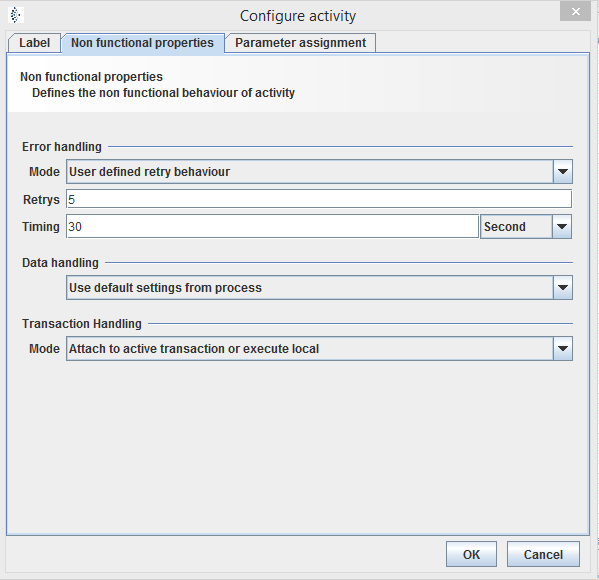 Configure activity
Label Non functional properties Parameter assignment
Non functional properties
Defines the non functional behaviour of activity
Error handling
Mode User defined retry behaviour
Retrys 5
Timing 30 Second
Data handling
Use default settings from process
Transaction Handling
Mode Attach to active transaction or execute local
OK Cancel